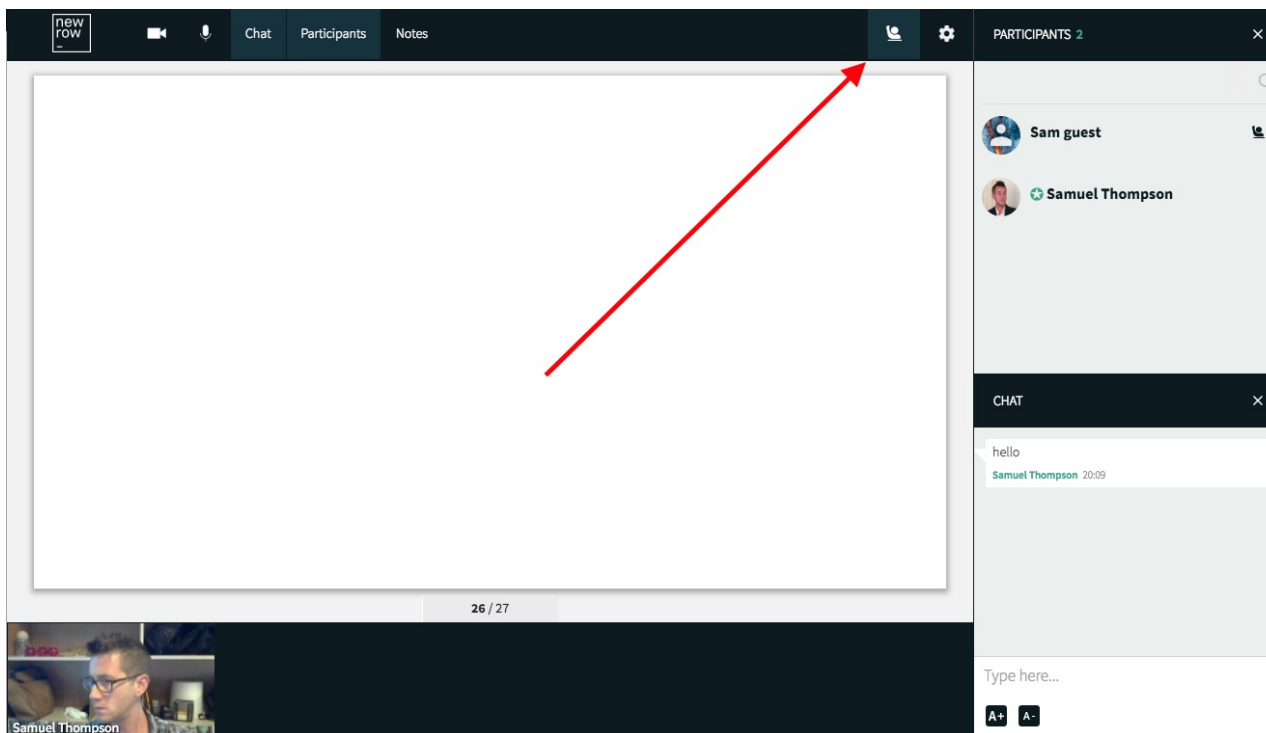 new
row
Chat Participants Notes
PARTICIPANTS 2
Sam guest
Samuel Thompson
CHAT
hello
Samuel Thompson 20:09
26 / 27
Samuel Thompson
Type here...
A+ A-